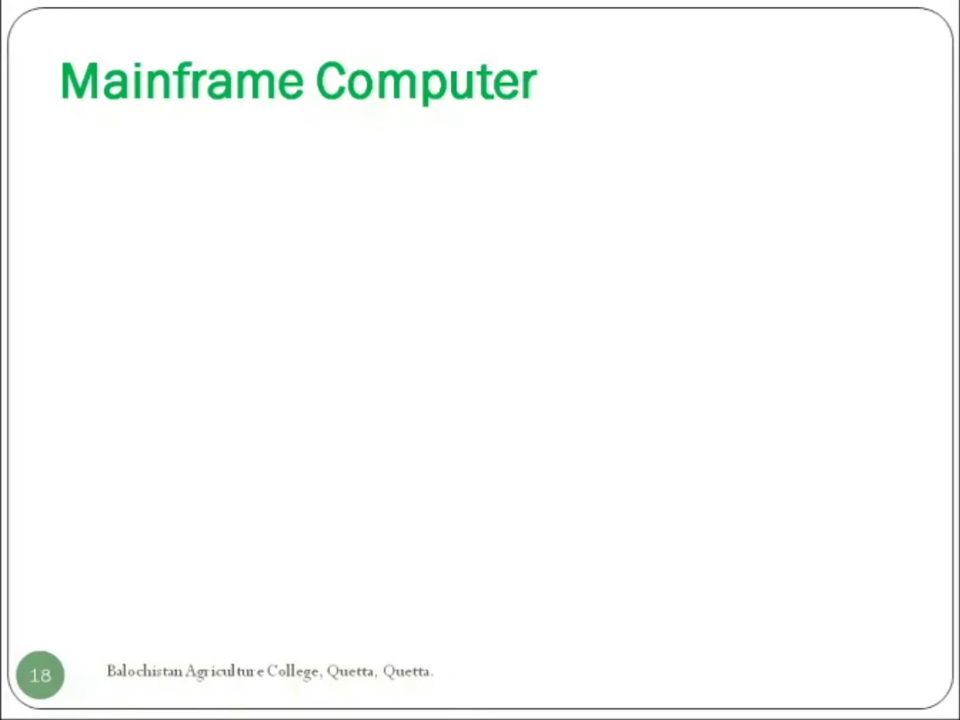 Mainframe Computer
18
Balochistan Agriculture College, Quetta, Quetta.